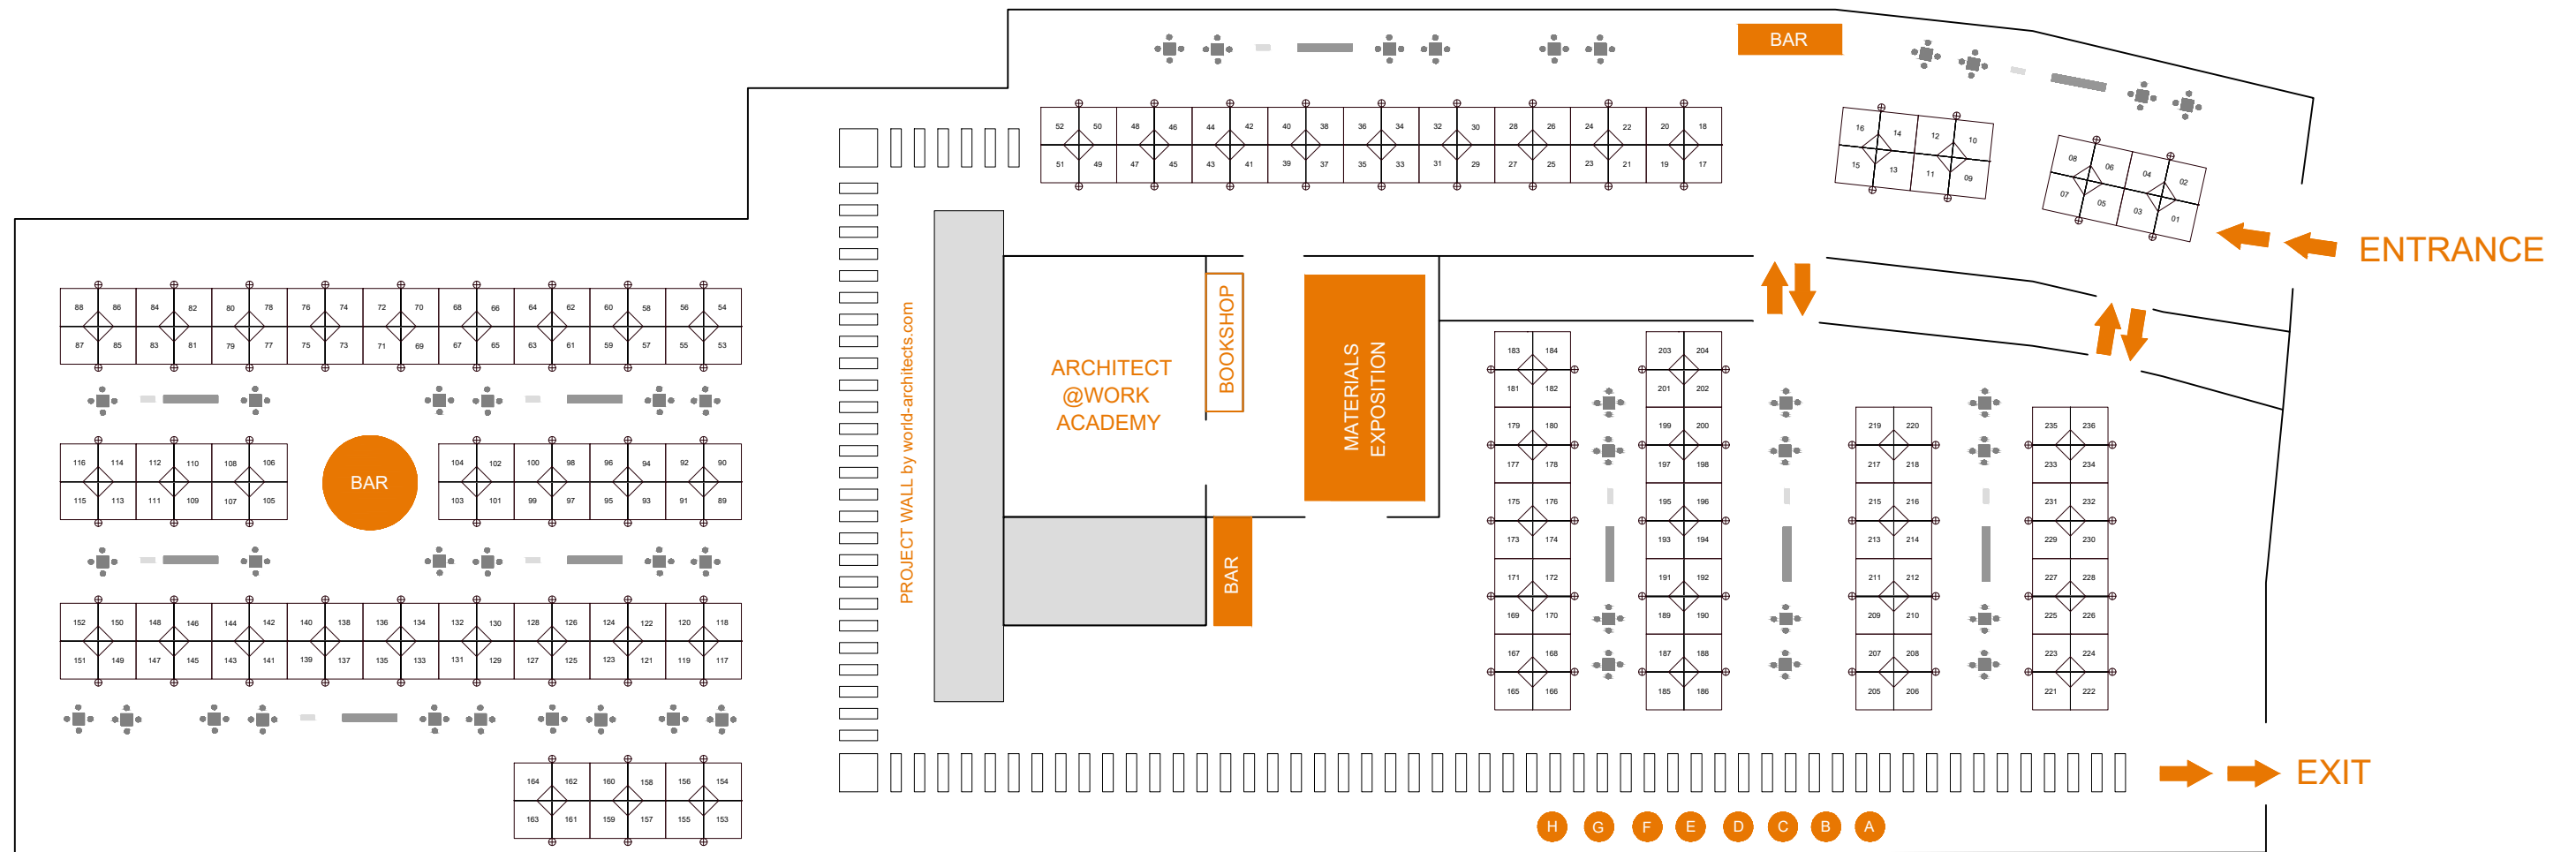 BAR
52 50 48 46 44 42 40 38 36 34 32 30 28 26 24 22 20 18
51 49 47 45 43 41 39 37 35 33 31 29 27 25 23 21 19 17
16 14 12 10
15 13 11 09
08 06 04 02
07 05 03 01
ENTRANCE
88 86 84 82 80 78 76 74 72 70 68 66 64 62 60 58 56 54
87 85 83 81 79 77 75 73 71 69 67 65 63 61 59 57 55 53
116 114 112 110 108 106
115 113 111 109 107 105
BAR
104 102 100 98 96 94 92 90
103 101 99 97 95 93 91 89
152 150 148 146 144 142 140 138 136 134 132 130 128 126 124 122 120 118
151 149 147 145 143 141 139 137 135 133 131 129 127 125 123 121 119 117
164 162 160 158 156 154
163 161 159 157 155 153
PROJECT WALL by world-architects.com
ARCHITECT
@WORK
ACADEMY
BOOKSHOP
MATERIALS
EXPOSITION
BAR
183 184
181 182
179 180
177 178
175 176
173 174
171 172
169 170
167 168
165 166
203 204
201 202
199 200
197 198
195 196
193 194
191 192
189 190
187 188
185 186
219 220
217 218
215 216
213 214
211 212
209 210
207 208
205 206
235 236
233 234
231 232
229 230
227 228
225 226
223 224
221 222
EXIT
H G F E D C B A